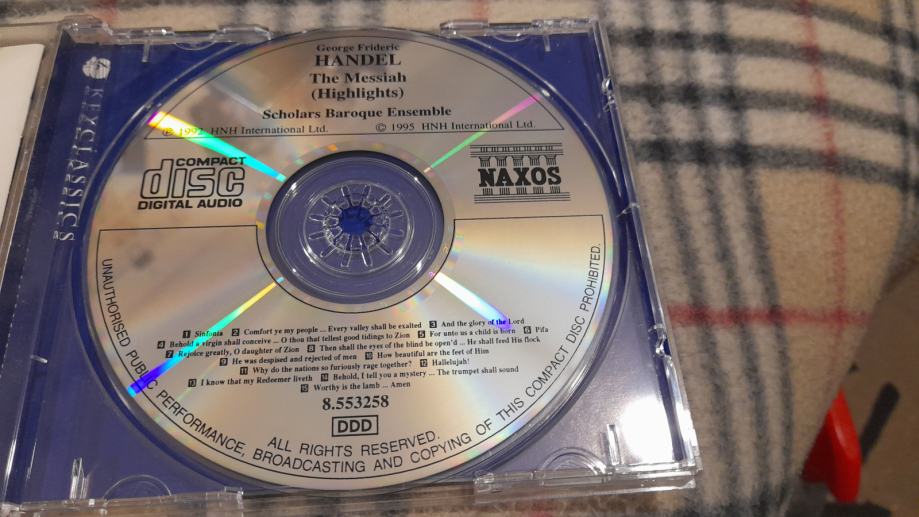 George Frideric
HANDEL
The Messiah
(Highlights)
Scholars Baroque Ensemble
℗ 1992 HNH International Ltd. © 1995 HNH International Ltd.
COMPACT
disc
DIGITAL AUDIO
NAXOS
1 Sinfonia 2 Comfort ye my people ... Every valley shall be exalted 3 And the glory of the Lord
4 Behold a virgin shall conceive ... O thou that tellest good tidings to Zion 5 For unto us a child is born 6 Pifa
7 Rejoice greatly, O daughter of Zion 8 Then shall the eyes of the blind be open'd ... He shall feed His flock
9 He was despised and rejected of men 10 How beautiful are the feet of Him
11 Why do the nations so furiously rage together? 12 Hallelujah!
13 I know that my Redeemer liveth 14 Behold, I tell you a mystery ... The trumpet shall sound
15 Worthy is the lamb ... Amen
8.553258
DDD
ALL RIGHTS RESERVED.
UNAUTHORISED PUBLIC PERFORMANCE, BROADCASTING AND COPYING OF THIS COMPACT DISC PROHIBITED.
CLASSICS